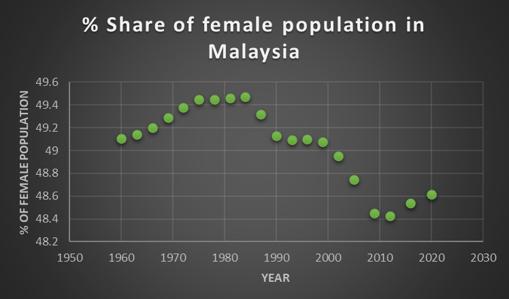 % Share of female population in
Malaysia
% OF FEMALE POPULATION
49.6
49.4
49.2
49
48.8
48.6
48.4
48.2
1950 1960 1970 1980 1990 2000 2010 2020 2030
YEAR